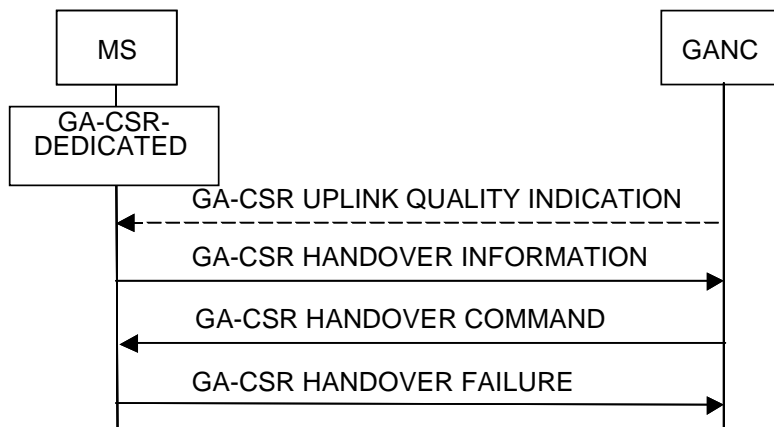 MS
GANC
GA-CSR-
DEDICATED
GA-CSR UPLINK QUALITY INDICATION
GA-CSR HANDOVER INFORMATION
GA-CSR HANDOVER COMMAND
GA-CSR HANDOVER FAILURE